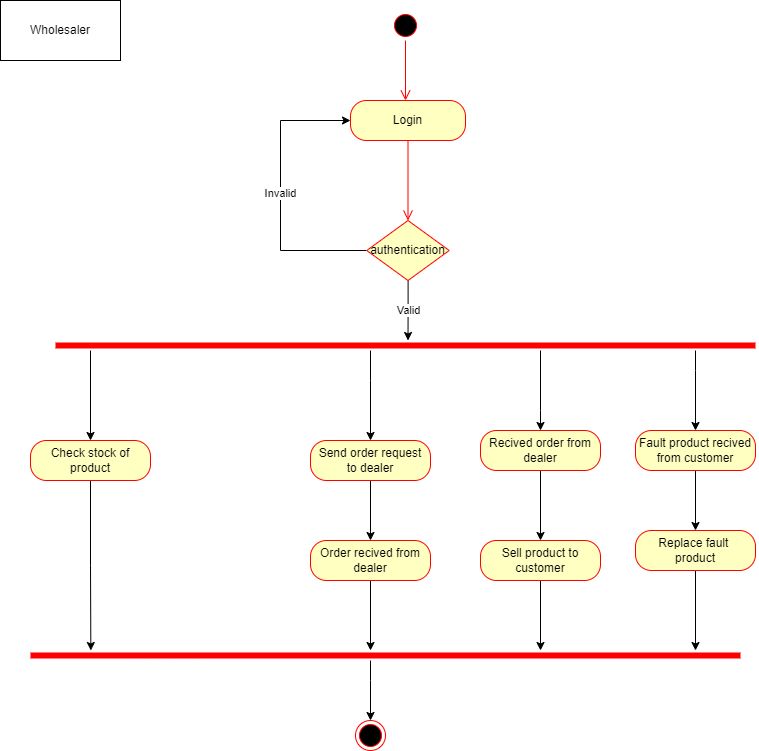 Wholesaler
Login
Invalid
authentication
Valid
Check stock of
product
Send order request
to dealer
Recived order from
dealer
Fault product recived
from customer
Order recived from
dealer
Sell product to
customer
Replace fault
product